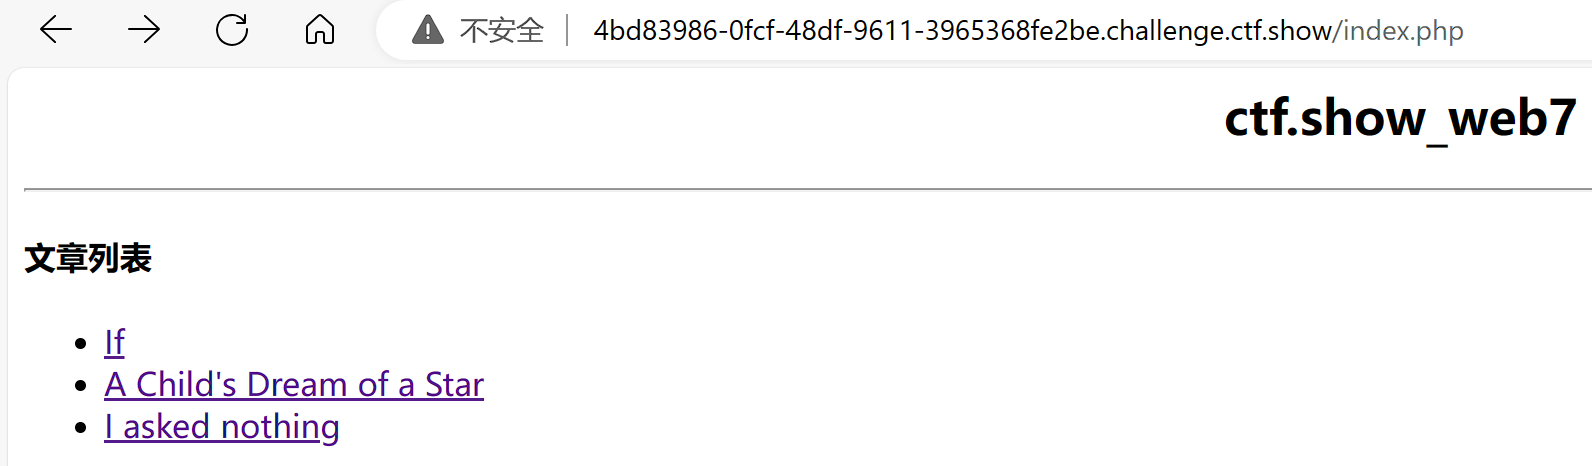 不安全 4bd83986-0fcf-48df-9611-3965368fe2be.challenge.ctf.show/index.php
ctf.show_web7
文章列表
If
A Child's Dream of a Star
I asked nothing